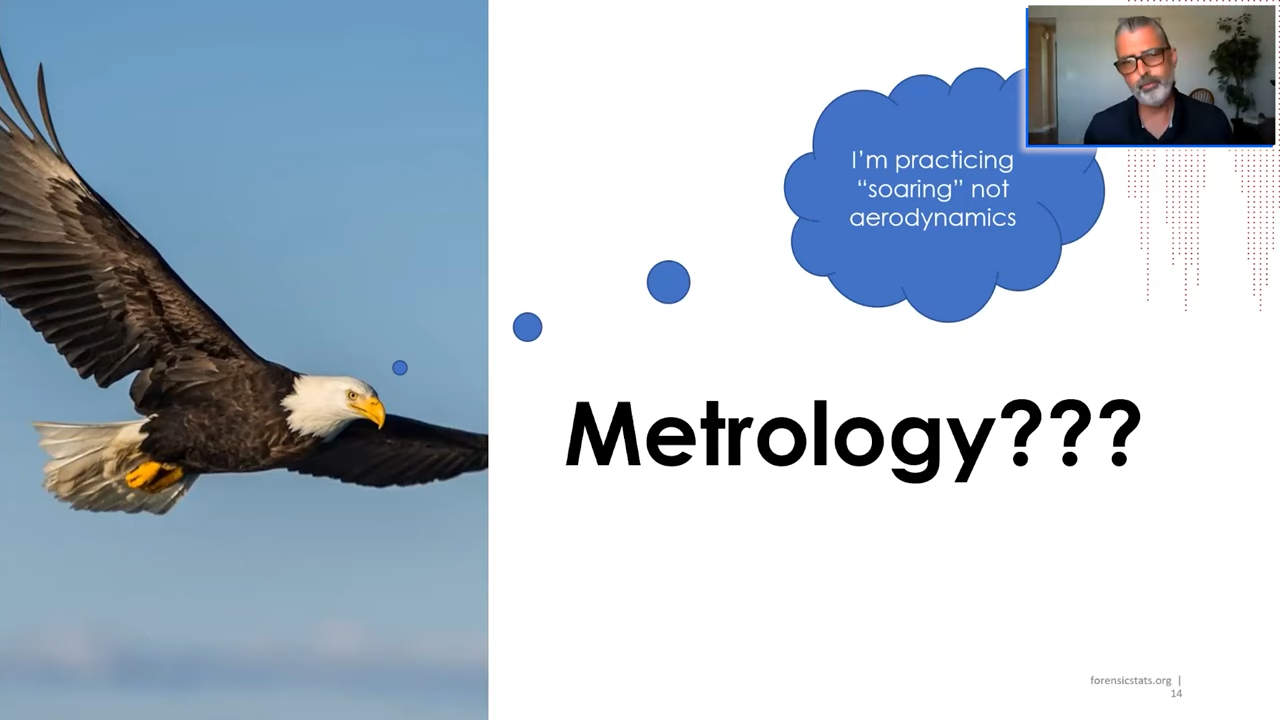 I’m practicing
“soaring” not
aerodynamics
Metrology???
forensicstats.org |
14